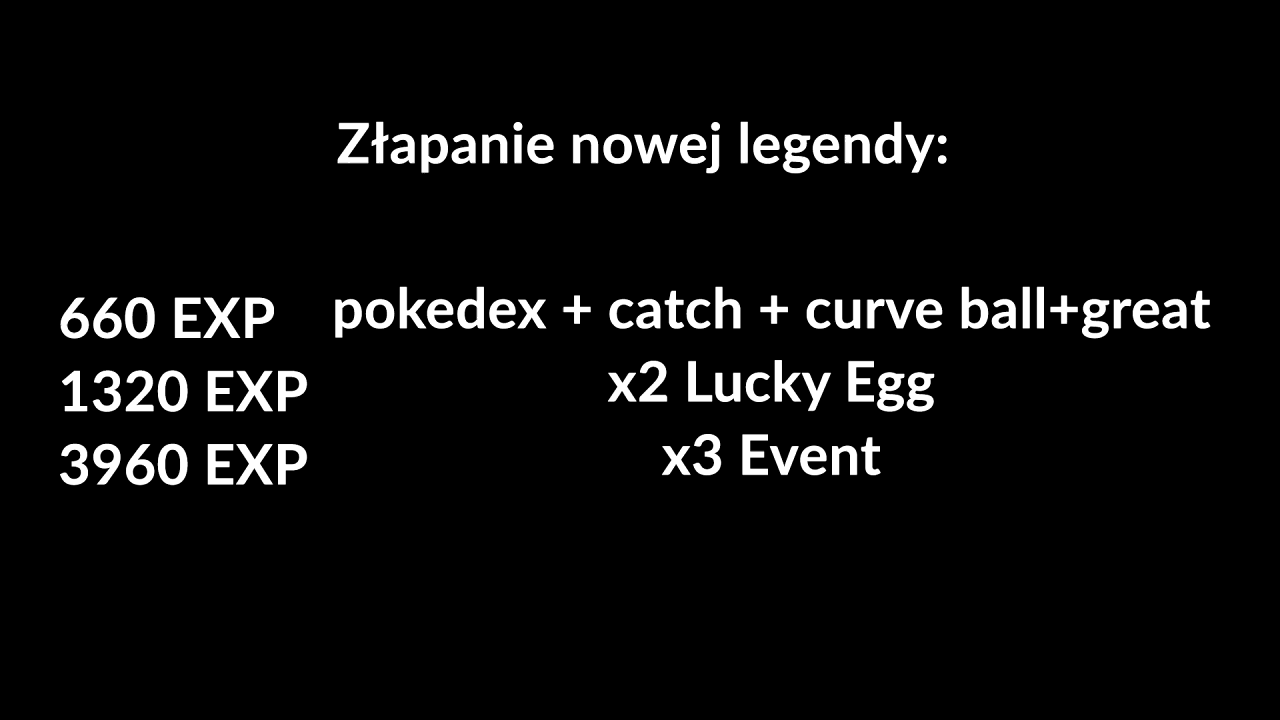 Złapanie nowej legendy:
660 EXP pokedex + catch + curve ball+great
1320 EXP x2 Lucky Egg
3960 EXP x3 Event